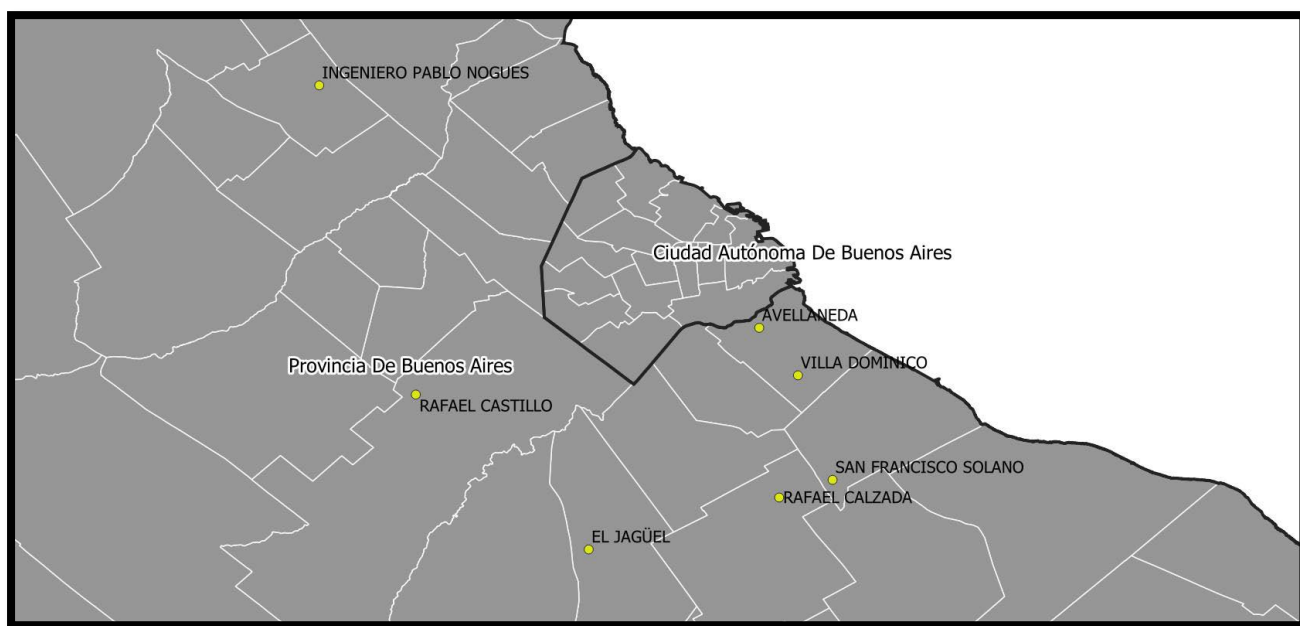 INGENIERO PABLO NOGUES
Ciudad Autónoma De Buenos Aires
AVELLANEDA
Provincia De Buenos Aires
VILLA DOMINICO
RAFAEL CASTILLO
SAN FRANCISCO SOLANO
RAFAEL CALZADA
EL JAGÜEL